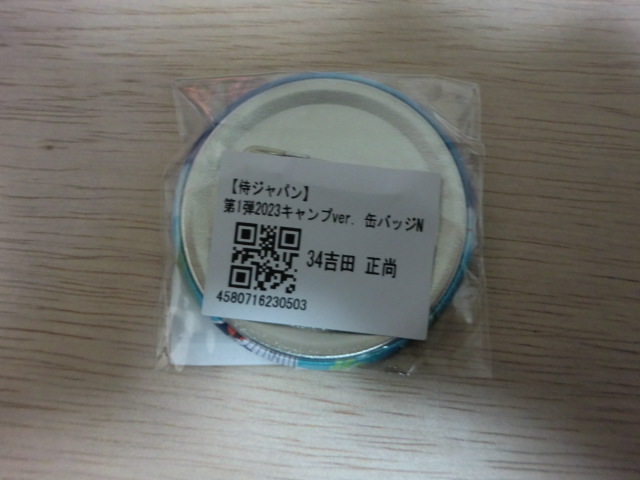 【侍ジャパン】
第1弾2023キャンプver. 缶バッジN
34吉田 正尚
4580716230503